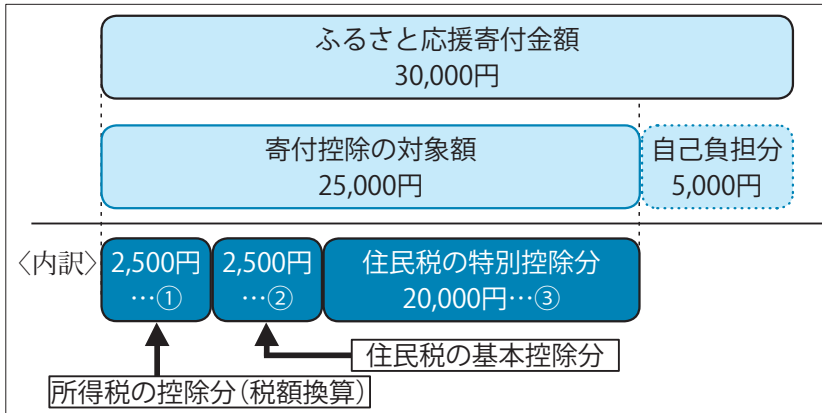 ふるさと応援寄付金額
30,000円
寄付控除の対象額
25,000円
自己負担分
5,000円
〈内訳〉
2,500円
…①
2,500円
…②
住民税の特別控除分
20,000円…③
住民税の基本控除分
所得税の控除分(税額換算)